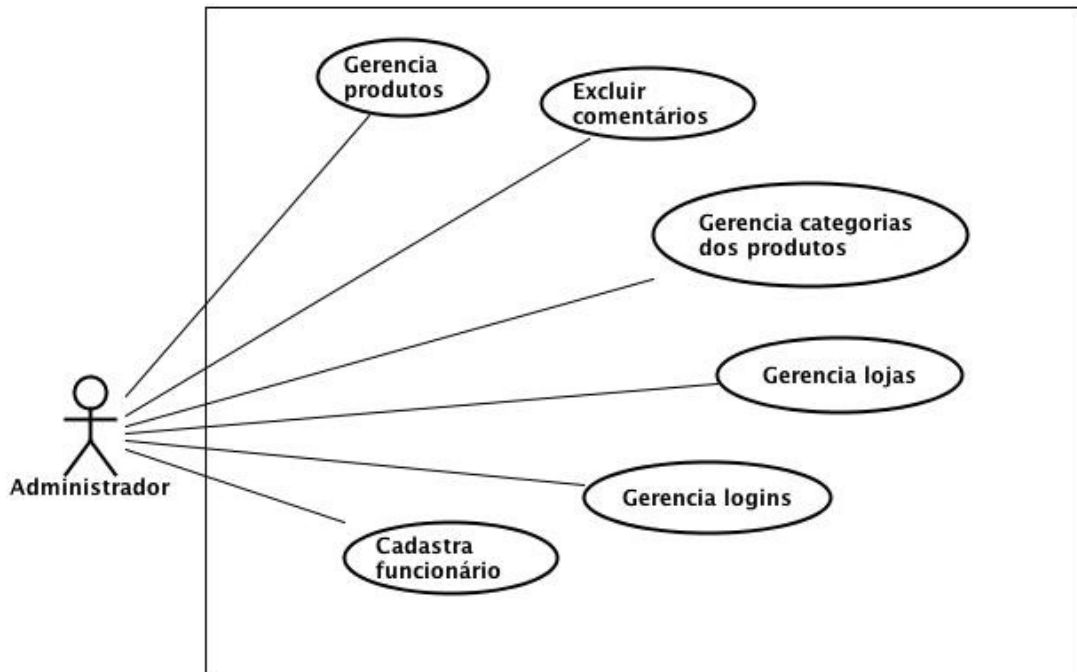 Gerencia
produtos
Excluir
comentários
Gerencia categorias
dos produtos
Gerencia lojas
Administrador
Gerencia logins
Cadastra
funcionário